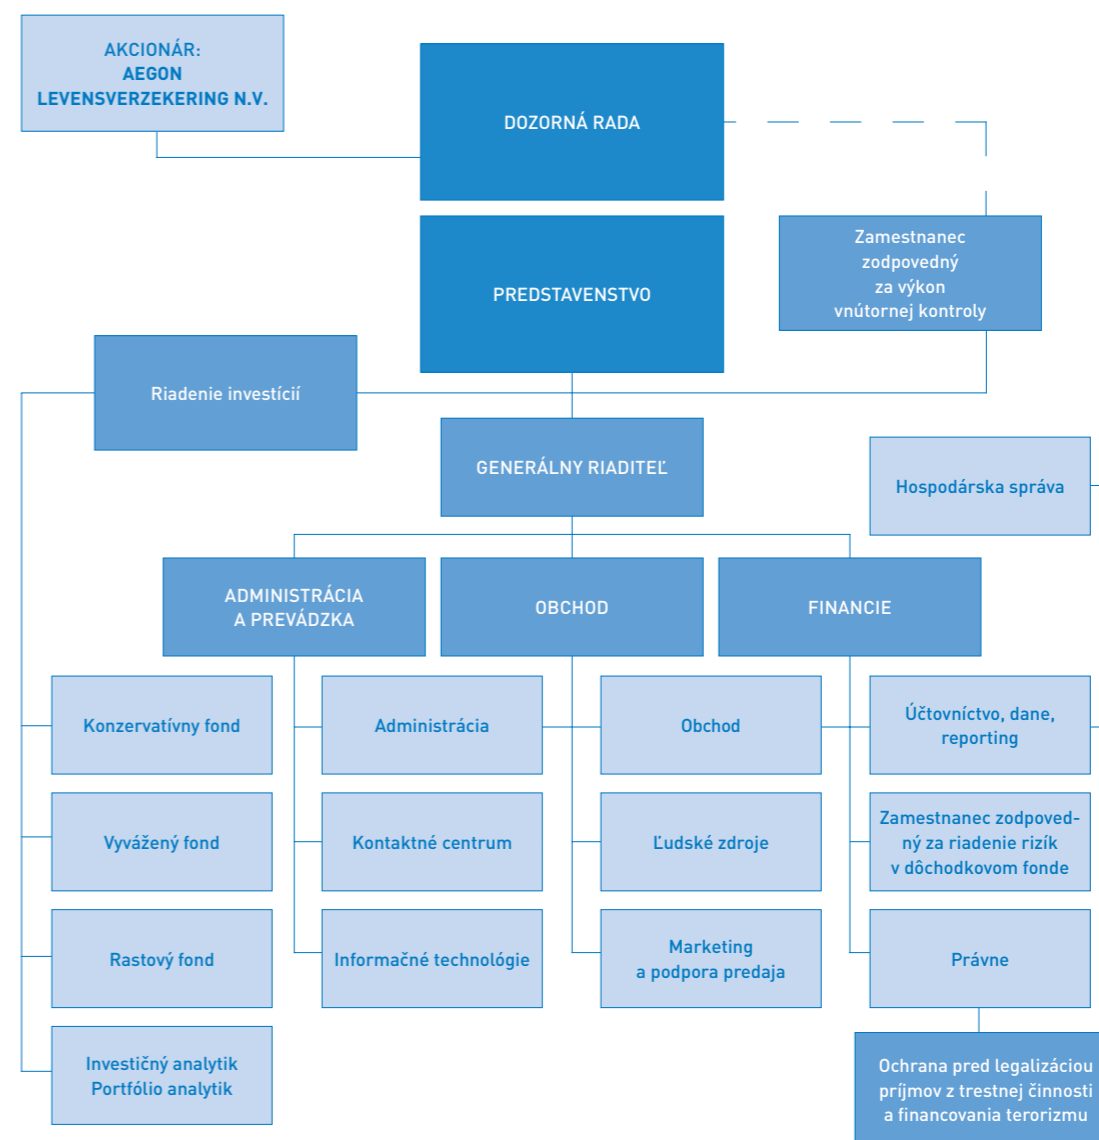 AKCIONÁR:
AEGON
LEVENSVERZEKERING N.V.
DOZORNÁ RADA
PREDSTAVENSTVO
Zamestnanec
zodpovedný
za výkon
vnútornej kontroly
Riadenie investícií
GENERÁLNY RIADITEĽ
Hospodárska správa
ADMINISTRÁCIA
A PREVÁDZKA
OBCHOD
FINANCIE
Konzervatívny fond
Administrácia
Obchod
Účtovníctvo, dane,
reporting
Vyvážený fond
Kontaktné centrum
Ľudské zdroje
Zamestnanec zodpoved-
ný za riadenie rizík
v dôchodkovom fonde
Rastový fond
Informačné technológie
Marketing
a podpora predaja
Právne
Investičný analytik
Portfólio analytik
Ochrana pred legalizáciou
príjmov z trestnej činnosti
a financovania terorizmu